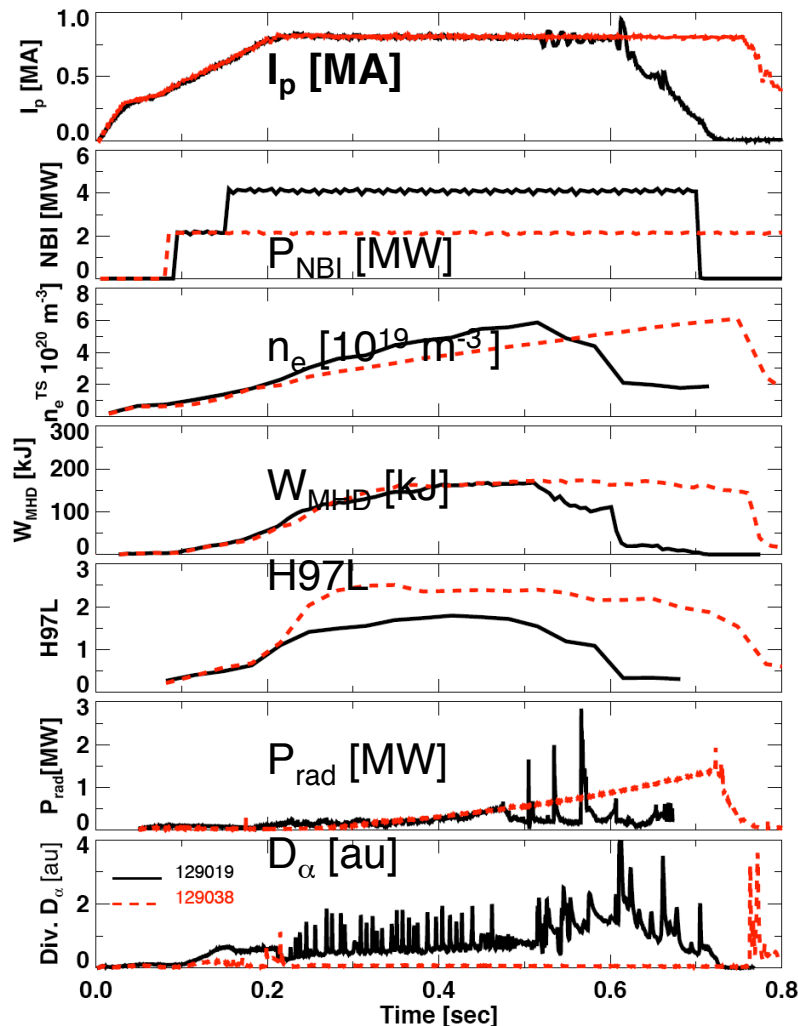 1.0
0.5
0.0
I_p [MA]
I_p [MA]
6
4
2
0
NBI [MW]
P_NBI [MW]
8
6
4
2
0
n_e^TS 10^20 m^-3
n_e [10^19 m^-3]
300
200
100
0
W_MHD [kJ]
W_MHD [kJ]
3
2
1
0
H97L
H97L
3
2
1
0
P_rad[MW]
P_rad [MW]
4
2
0
Div. D_α [au]
D_α [au]
129019
129038
0.0 0.2 0.4 0.6 0.8
Time [sec]